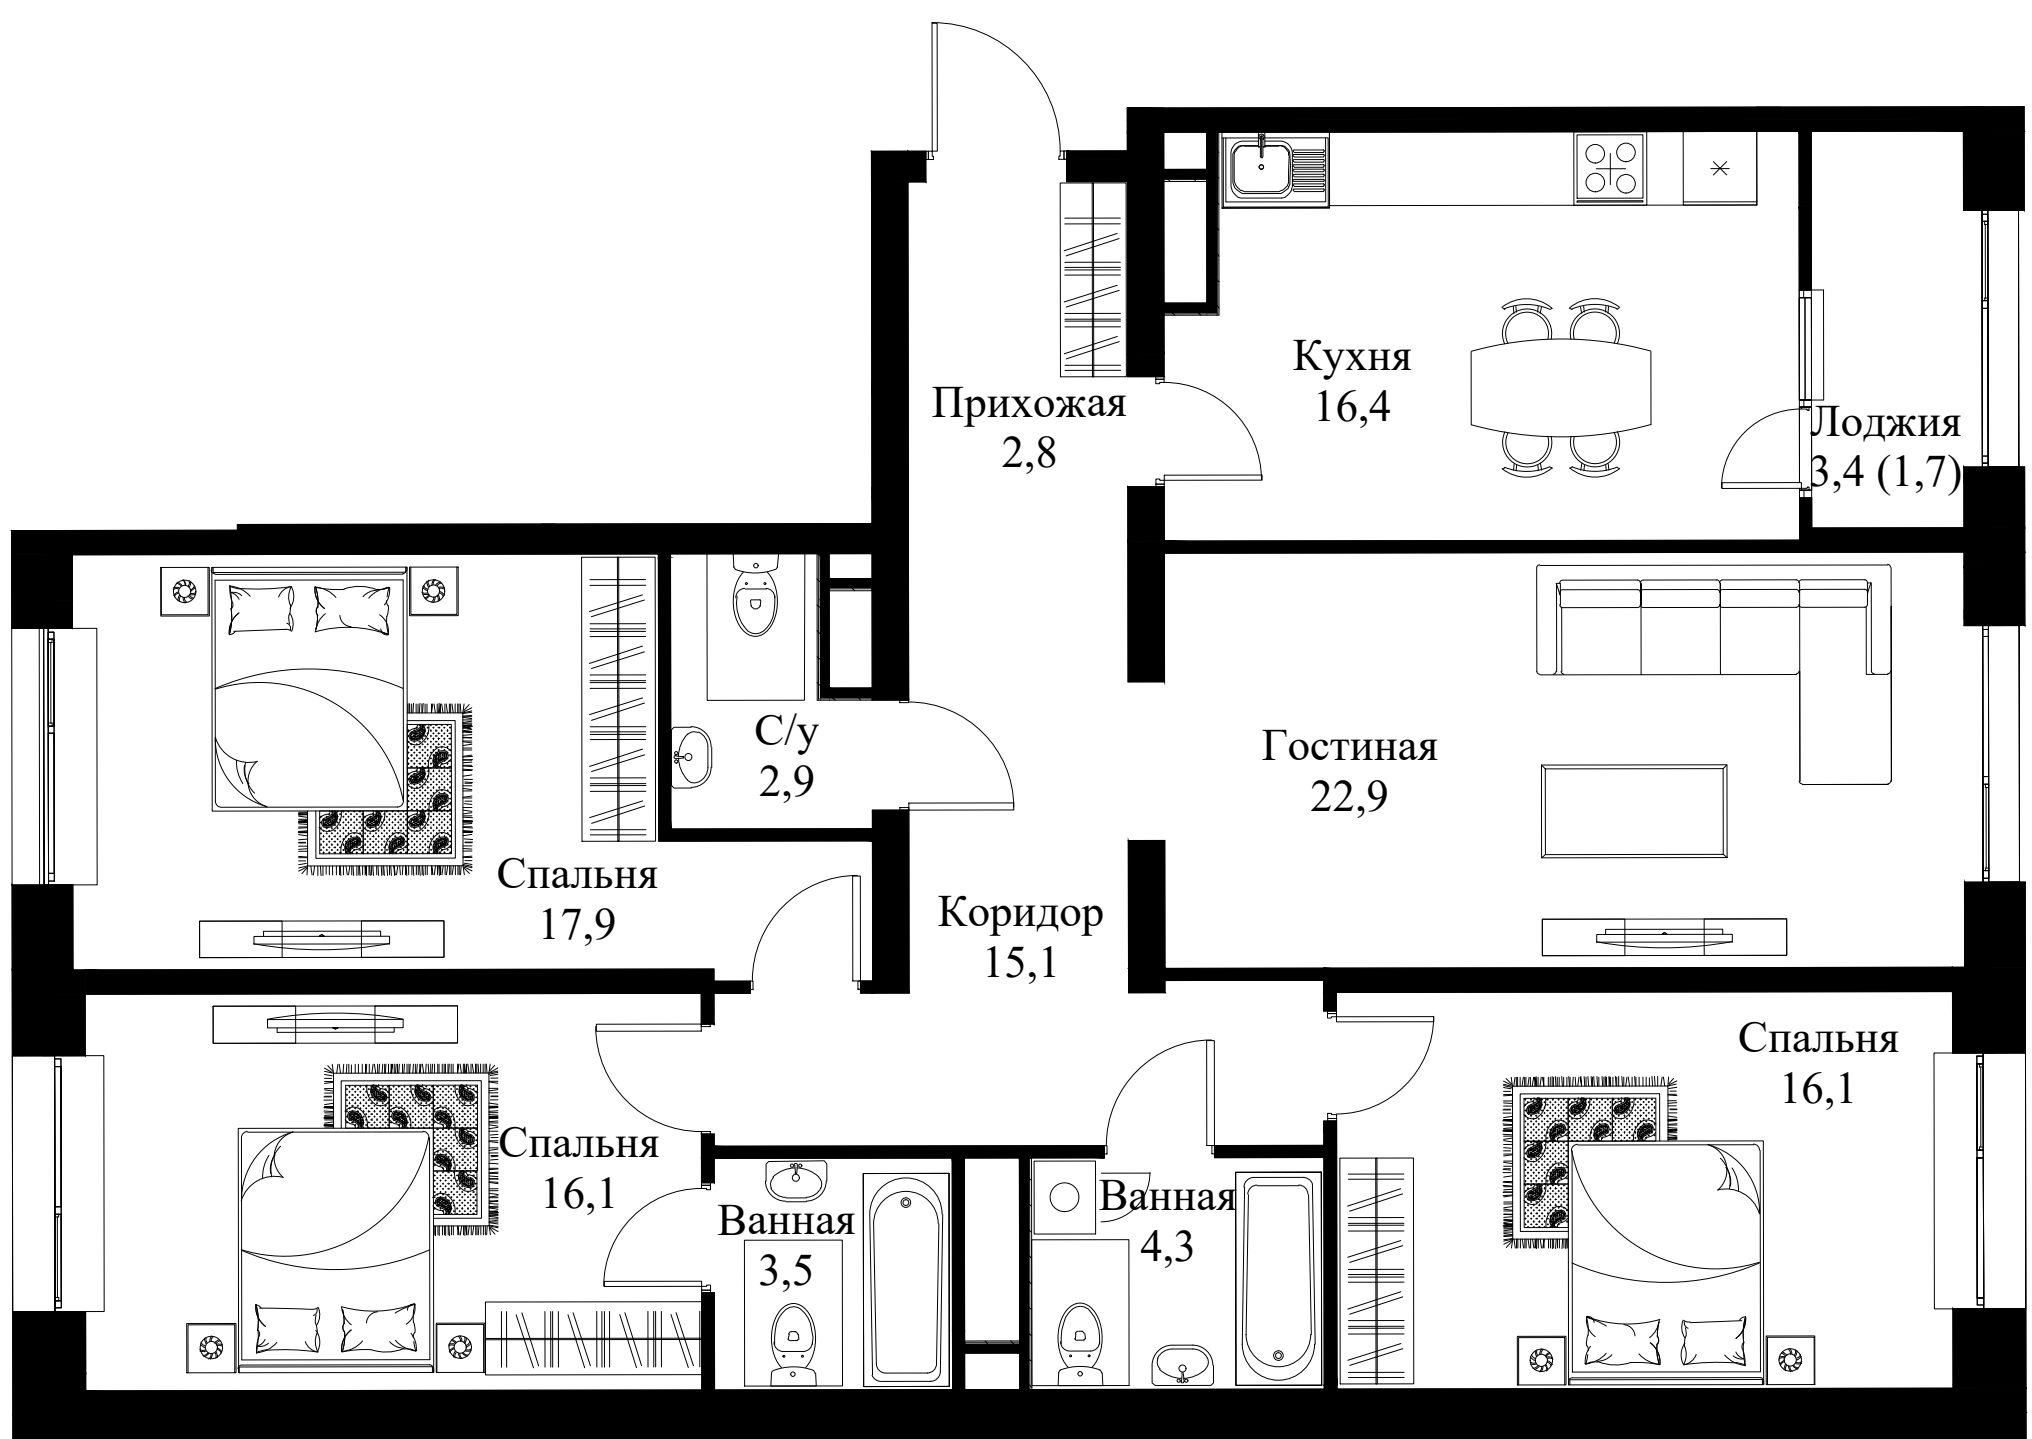 Кухня
16,4
Прихожая
2,8
Лоджия
3,4 (1,7)
С/у
2,9
Гостиная
22,9
Спальня
17,9
Коридор
15,1
Спальня
16,1
Спальня
16,1
Ванная
3,5
Ванная
4,3